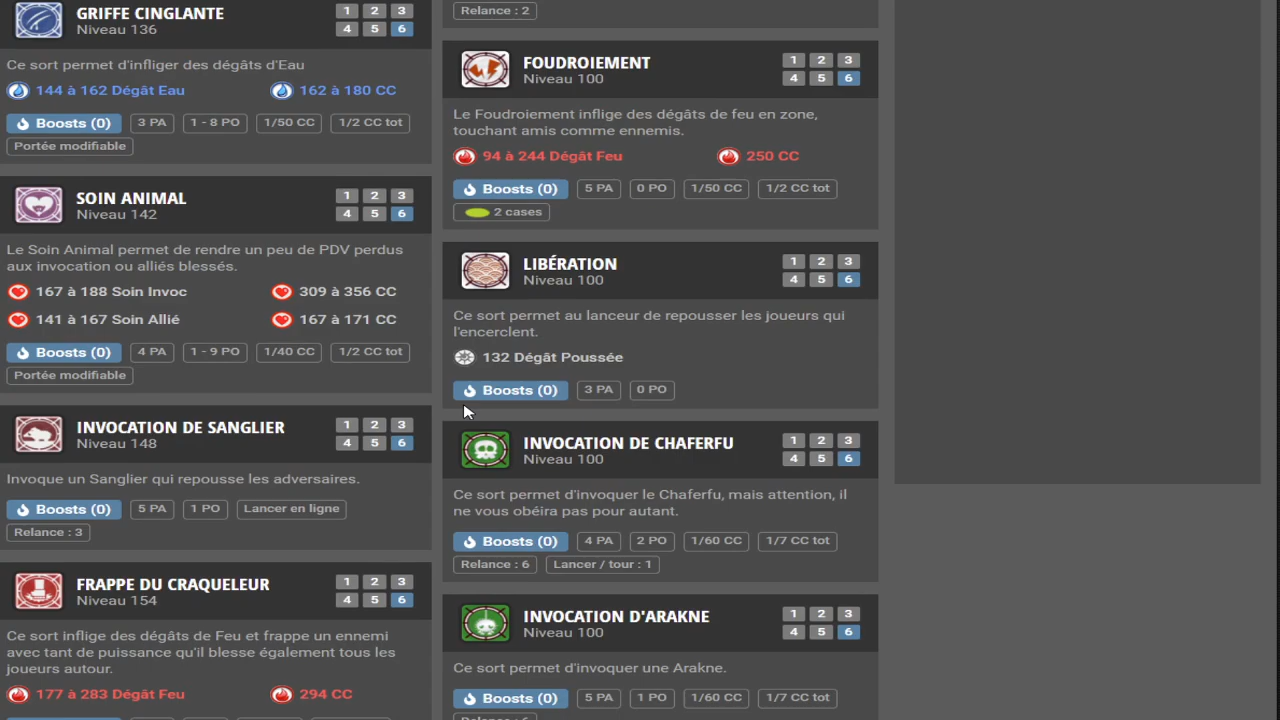 GRIFFE CINGLANTE
1 2 3
Niveau 136
4 5 6
Ce sort permet d'infliger des dégâts d'Eau
144 à 162 Dégât Eau
162 à 180 CC
Boosts (0)
3 PA
1 - 8 PO
1/50 CC
1/2 CC tot
Portée modifiable
SOIN ANIMAL
1 2 3
Niveau 142
4 5 6
Le Soin Animal permet de rendre un peu de PDV perdus
aux invocation ou alliés blessés.
167 à 188 Soin Invoc
309 à 356 CC
141 à 167 Soin Allié
167 à 171 CC
Boosts (0)
4 PA
1 - 9 PO
1/40 CC
1/2 CC tot
Portée modifiable
INVOCATION DE SANGLIER
1 2 3
Niveau 148
4 5 6
Invoque un Sanglier qui repousse les adversaires.
Boosts (0)
5 PA
1 PO
Lancer en ligne
Relance : 3
FRAPPE DU CRAQUELEUR
1 2 3
Niveau 154
4 5 6
Ce sort inflige des dégâts de Feu et frappe un ennemi
avec tant de puissance qu'il blesse également tous les
joueurs autour.
177 à 283 Dégât Feu
294 CC
Relance : 2
FOUDROIEMENT
1 2 3
Niveau 100
4 5 6
Le Foudroiement inflige des dégâts de feu en zone,
touchant amis comme ennemis.
94 à 244 Dégât Feu
250 CC
Boosts (0)
5 PA
0 PO
1/50 CC
1/2 CC tot
2 cases
LIBÉRATION
1 2 3
Niveau 100
4 5 6
Ce sort permet au lanceur de repousser les joueurs qui
l'encerclent.
132 Dégât Poussée
Boosts (0)
3 PA
0 PO
INVOCATION DE CHAFERFU
1 2 3
Niveau 100
4 5 6
Ce sort permet d'invoquer le Chaferfu, mais attention, il
ne vous obéira pas pour autant.
Boosts (0)
4 PA
2 PO
1/60 CC
1/7 CC tot
Relance : 6
Lancer / tour : 1
INVOCATION D'ARAKNE
1 2 3
Niveau 100
4 5 6
Ce sort permet d'invoquer une Arakne.
Boosts (0)
5 PA
1 PO
1/60 CC
1/7 CC tot